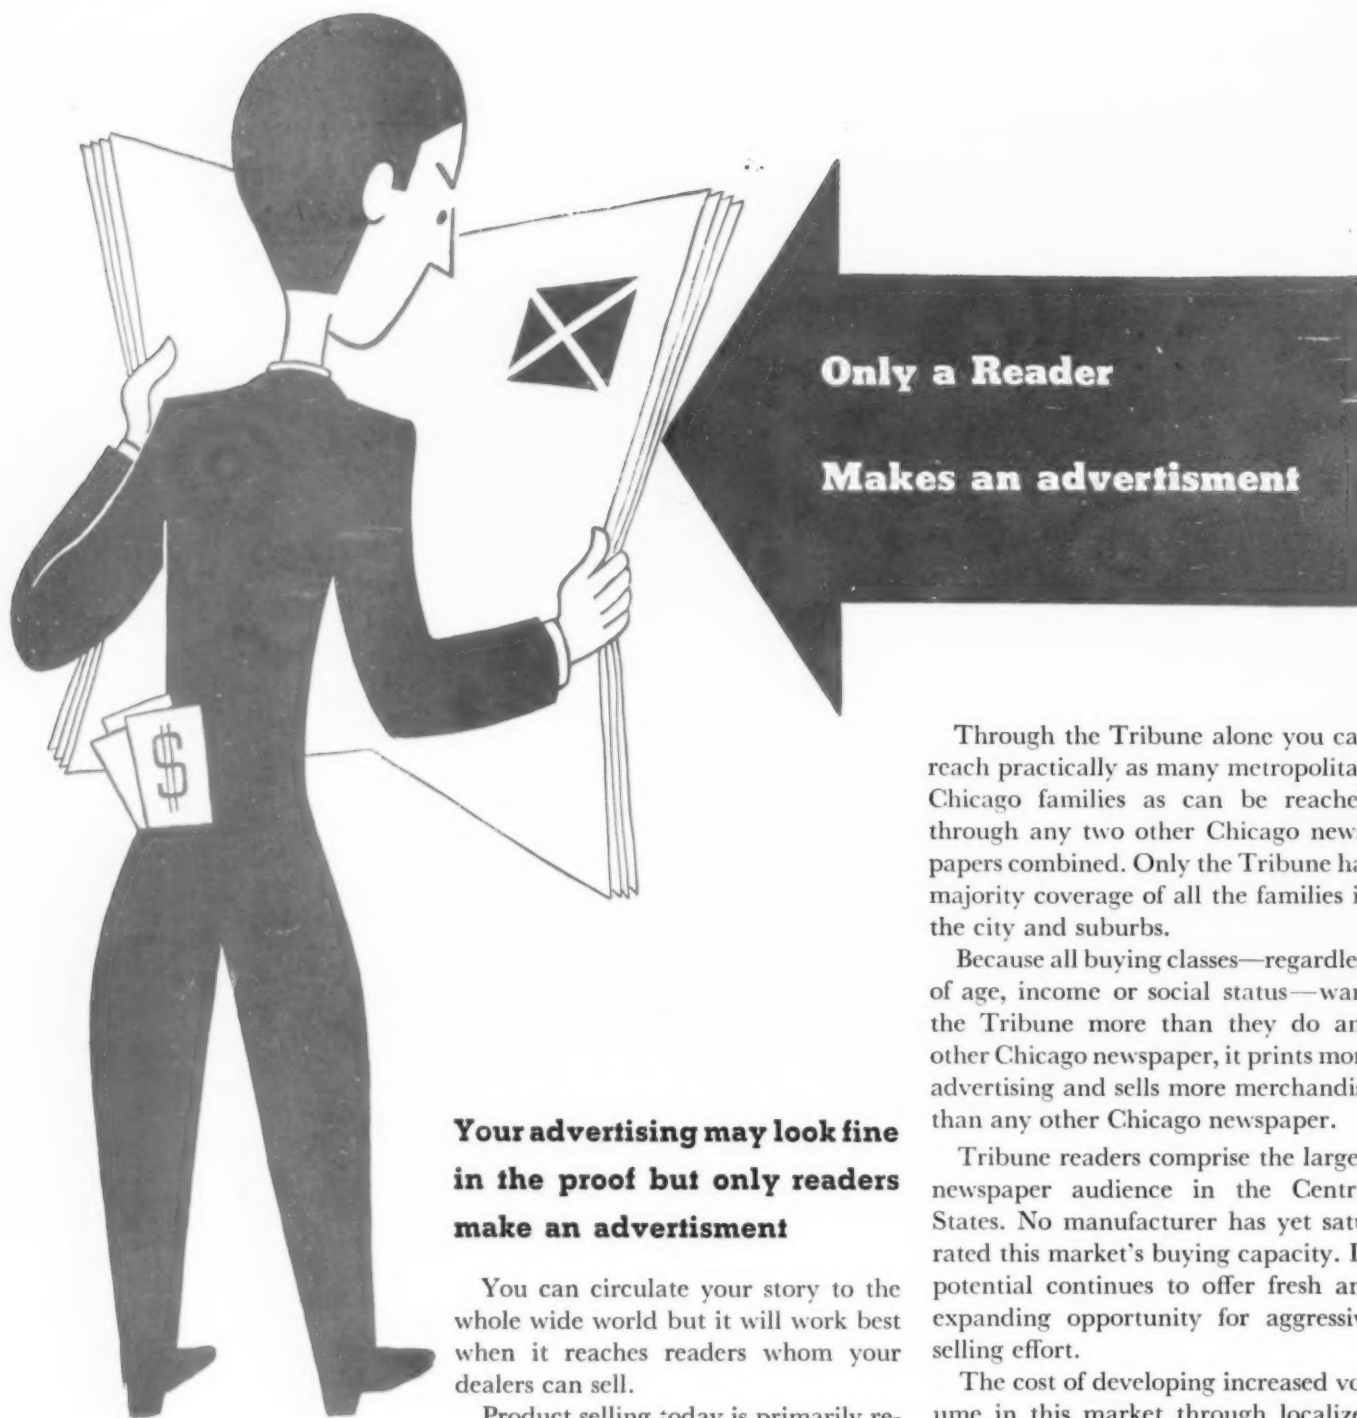 Only a Reader
Makes an advertisment
$
Your advertising may look fine
in the proof but only readers
make an advertisment
You can circulate your story to the
whole wide world but it will work best
when it reaches readers whom your
dealers can sell.
Product selling today is primarily re-
Through the Tribune alone you ca
reach practically as many metropolita
Chicago families as can be reache
through any two other Chicago new
papers combined. Only the Tribune ha
majority coverage of all the families i
the city and suburbs.
Because all buying classes—regardle
of age, income or social status—wan
the Tribune more than they do an
other Chicago newspaper, it prints mor
advertising and sells more merchandis
than any other Chicago newspaper.
Tribune readers comprise the large
newspaper audience in the Centr
States. No manufacturer has yet satu
rated this market's buying capacity. I
potential continues to offer fresh an
expanding opportunity for aggressiv
selling effort.
The cost of developing increased vo
ume in this market through localize